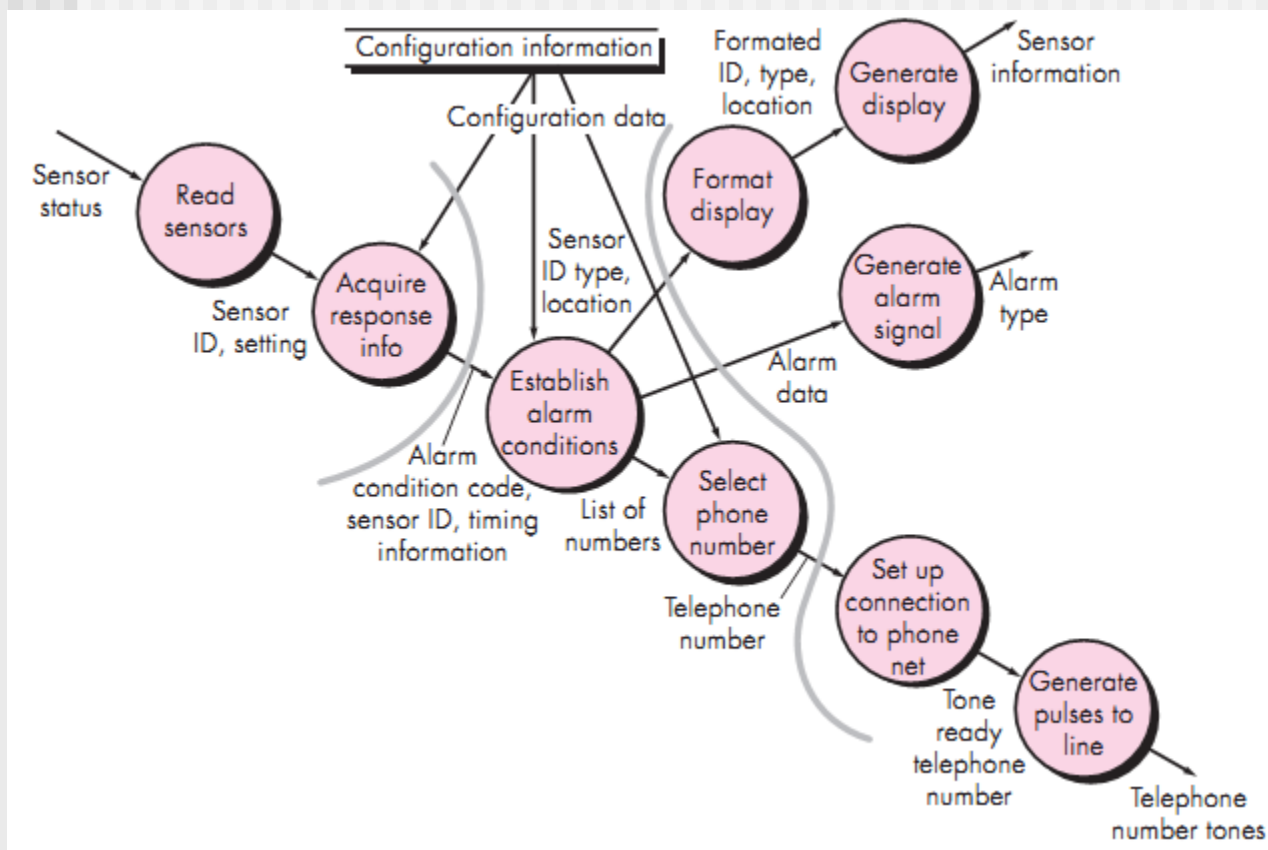 Configuration information
Configuration data
Sensor
status
Read
sensors
Sensor
ID, setting
Acquire
response
info
Alarm
condition code,
sensor ID, timing
information
Establish
alarm
conditions
Sensor
ID type,
location
Format
display
Formated
ID, type,
location
Generate
display
Sensor
information
Alarm
data
Generate
alarm
signal
Alarm
type
List of
numbers
Select
phone
number
Telephone
number
Set up
connection
to phone
net
Tone
ready
telephone
number
Generate
pulses to
line
Telephone
number tones